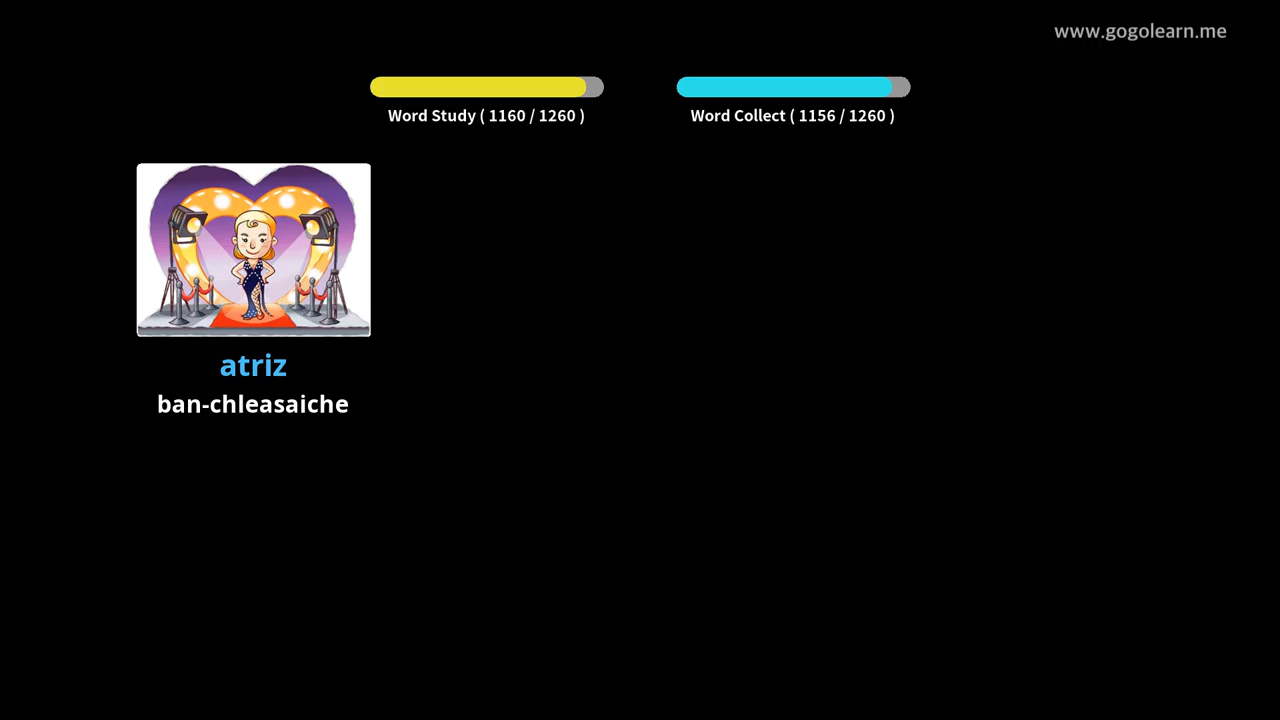 www.gogolearn.me
Word Study ( 1160 / 1260 )
Word Collect ( 1156 / 1260 )
atriz
ban-chleasaiche